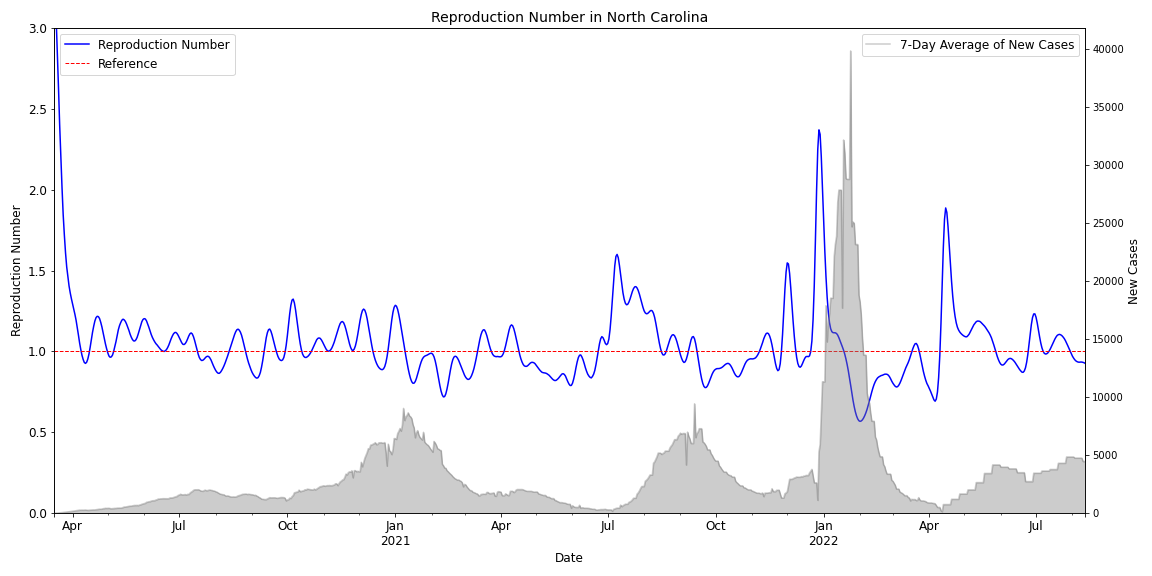 Reproduction Number in North Carolina
Reproduction Number
Reference
7-Day Average of New Cases
3.0
2.5
2.0
1.5
1.0
0.5
0.0
Reproduction Number
40000
35000
30000
25000
20000
15000
10000
5000
0
New Cases
Apr Jul Oct Jan Apr Jul Oct Jan Apr Jul
2021 2022
Date